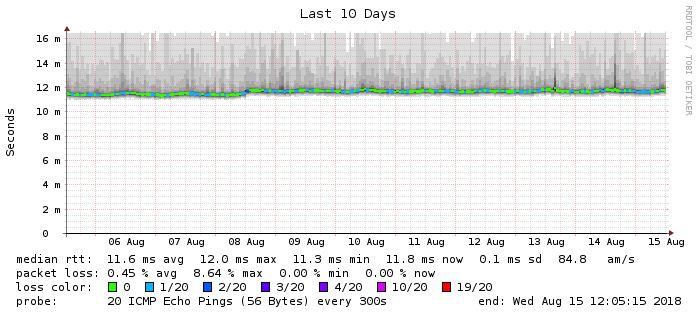 Last 10 Days
RRDTOOL / TOBI OETIKER
Seconds
16 m
14 m
12 m
10 m
8 m
6 m
4 m
2 m
0
06 Aug 07 Aug 08 Aug 09 Aug 10 Aug 11 Aug 12 Aug 13 Aug 14 Aug 15 Aug
median rtt: 11.6 ms avg 12.0 ms max 11.3 ms min 11.8 ms now 0.1 ms sd 84.8 am/s
packet loss: 0.45 % avg 8.64 % max 0.00 % min 0.00 % now
loss color: 0 1/20 2/20 3/20 4/20 10/20 19/20
probe: 20 ICMP Echo Pings (56 Bytes) every 300s end: Wed Aug 15 12:05:15 2018